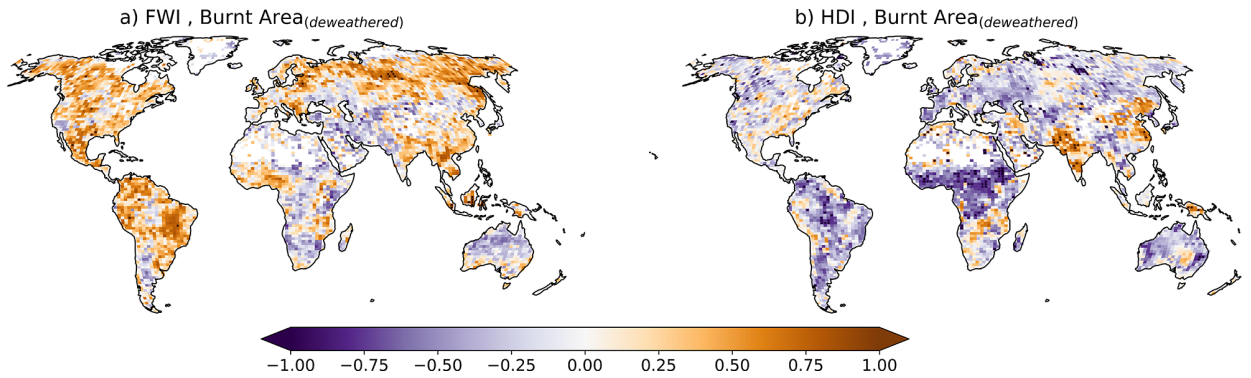 a) FWI , Burnt Area(deweathered)
b) HDI , Burnt Area(deweathered)
−1.00 −0.75 −0.50 −0.25 0.00 0.25 0.50 0.75 1.00